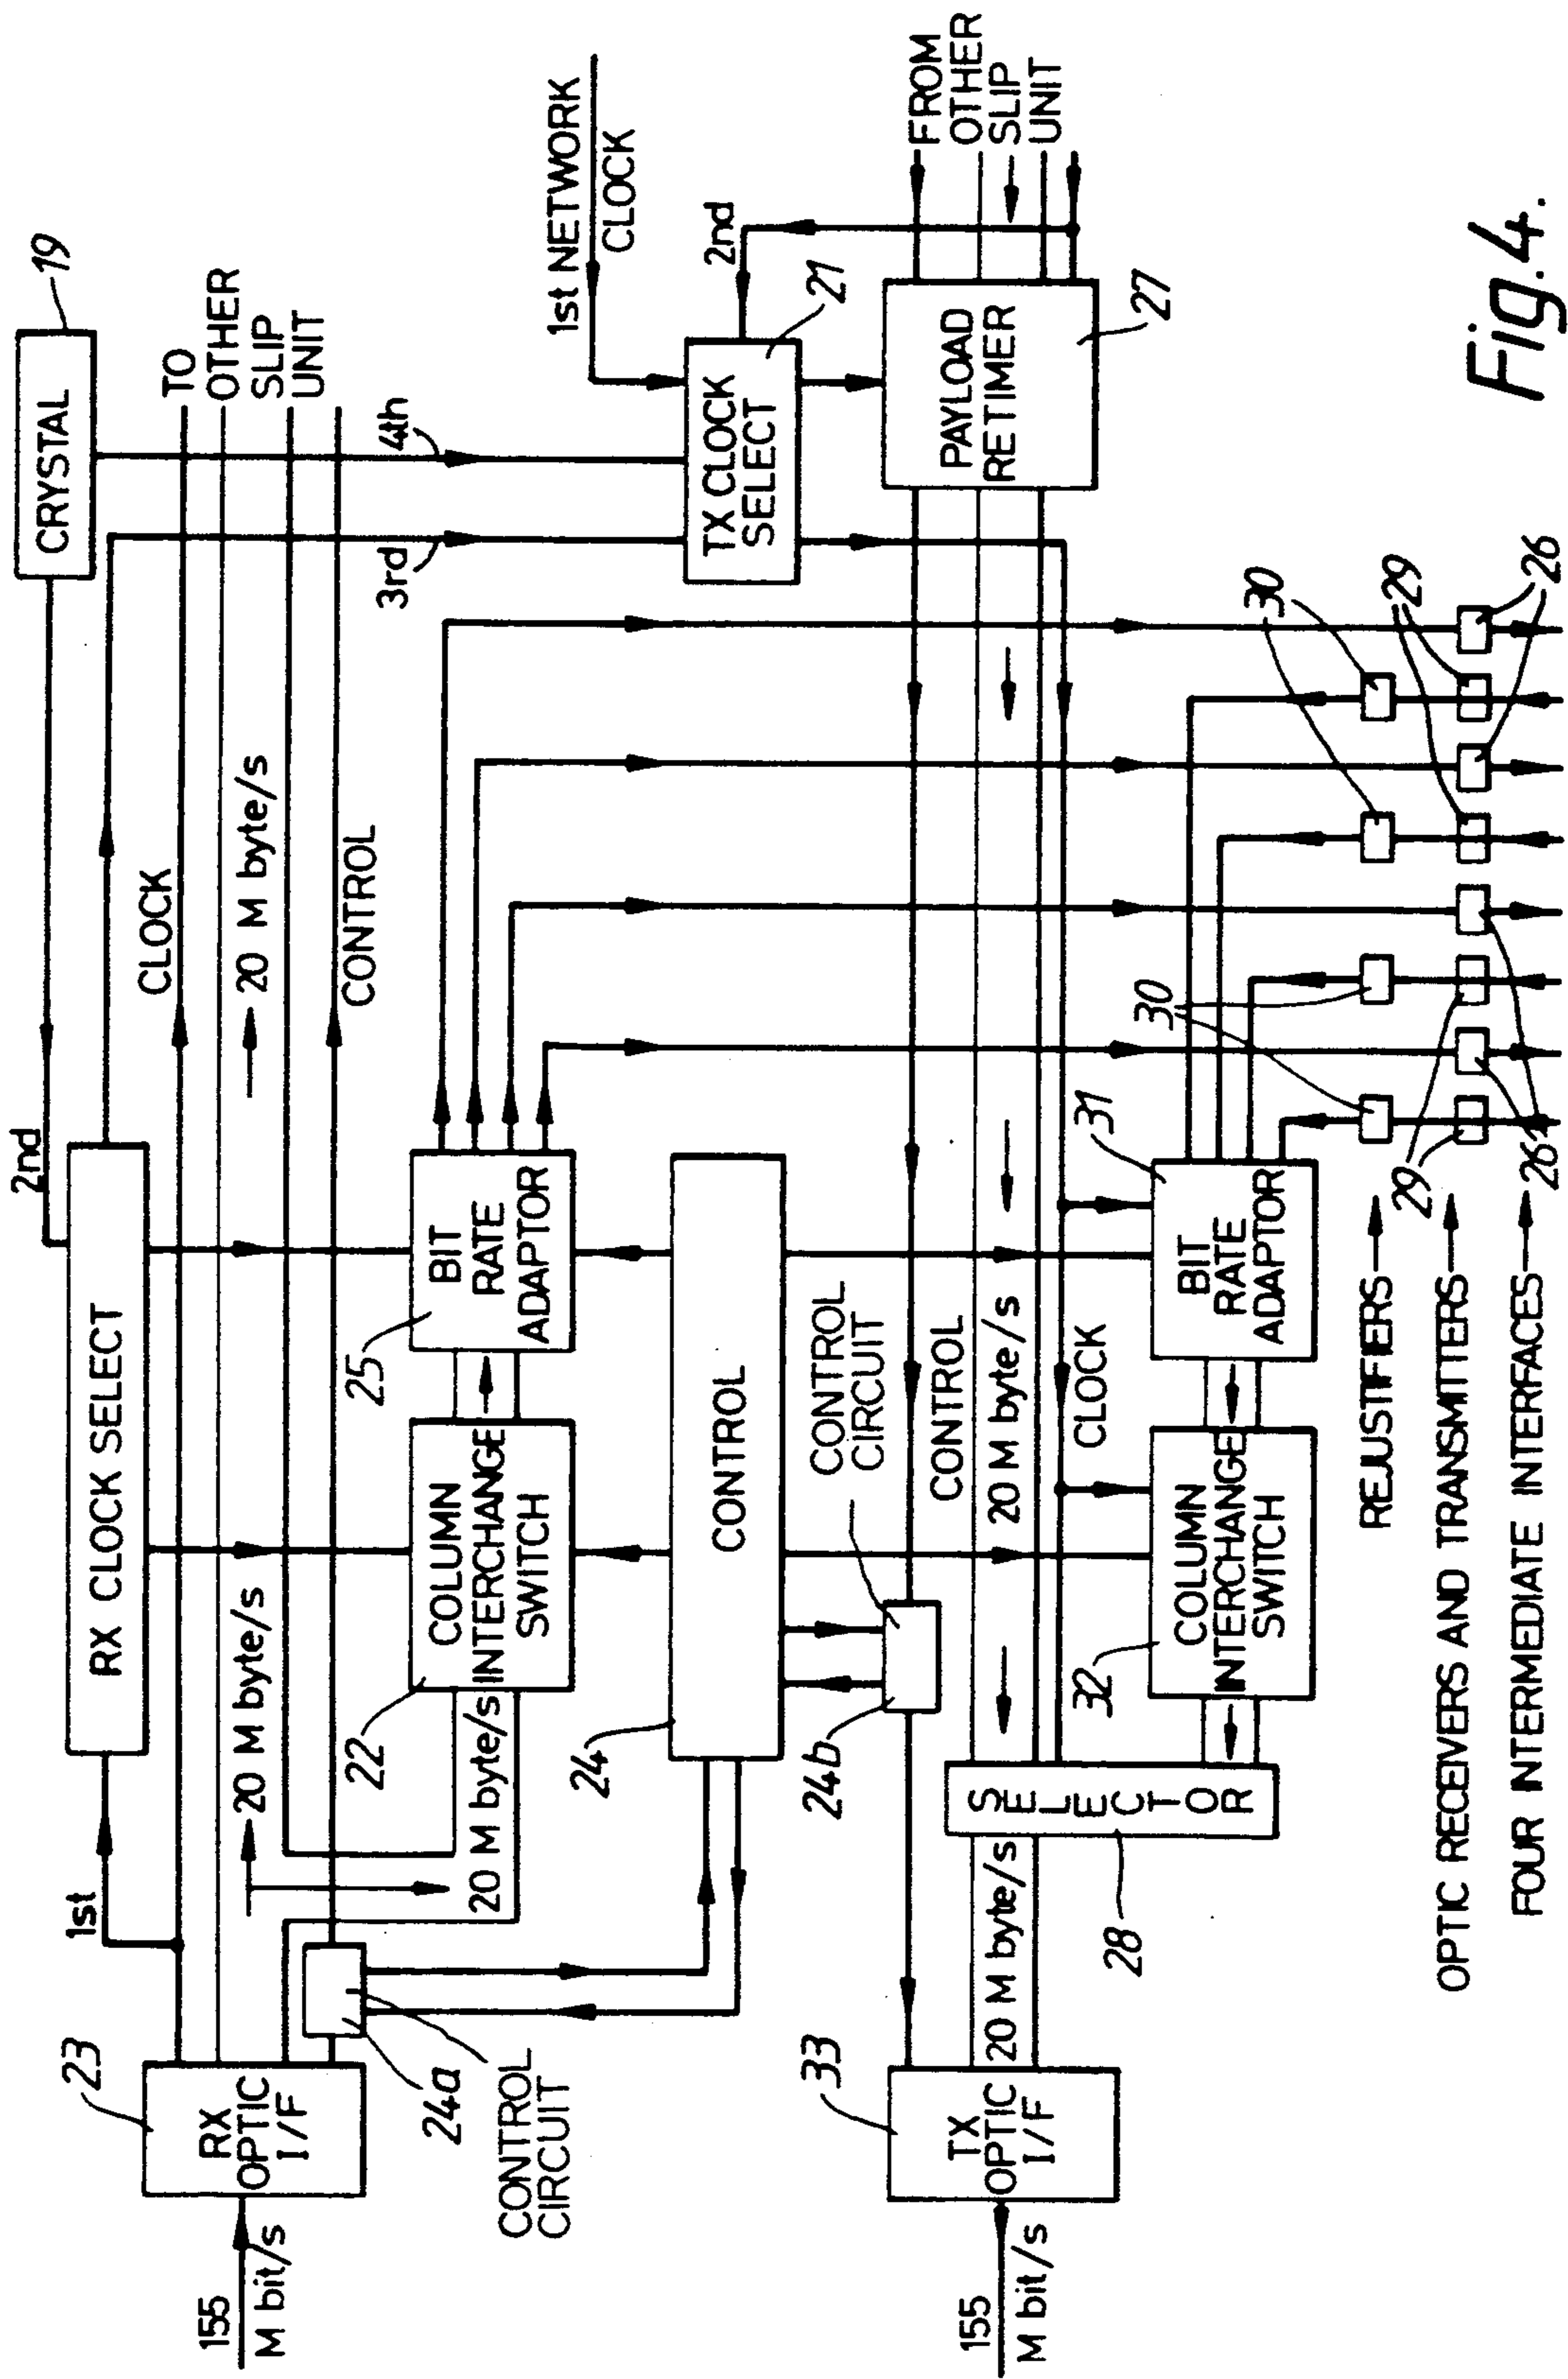 CRYSTAL
19
2nd
RX CLOCK SELECT
1st
CLOCK
20 M byte/s
20 M byte/s
CONTROL
TO
OTHER
SLIP
UNIT
23
RX
OPTIC
I/F
155
M bit/s
24a
CONTROL
CIRCUIT
20 M byte/s
22
COLUMN
INTERCHANGE
SWITCH
25
BIT
RATE
ADAPTOR
3rd
4th
1st NETWORK
CLOCK
2nd
21
TX CLOCK
SELECT
24
CONTROL
CONTROL
CIRCUIT
24b
PAYLOAD
RETIMER
27
FROM
OTHER
SLIP
UNIT
33
TX
OPTIC
I/F
155
M bit/s
20 M byte/s
SELECTOR
28
CONTROL
20 M byte/s
CLOCK
32
COLUMN
INTERCHANGE
SWITCH
31
BIT
RATE
ADAPTOR
30
30
29
29
26
26
REJUSTIFIERS
OPTIC RECEIVERS AND TRANSMITTERS
FOUR INTERMEDIATE INTERFACES
Fig.4.